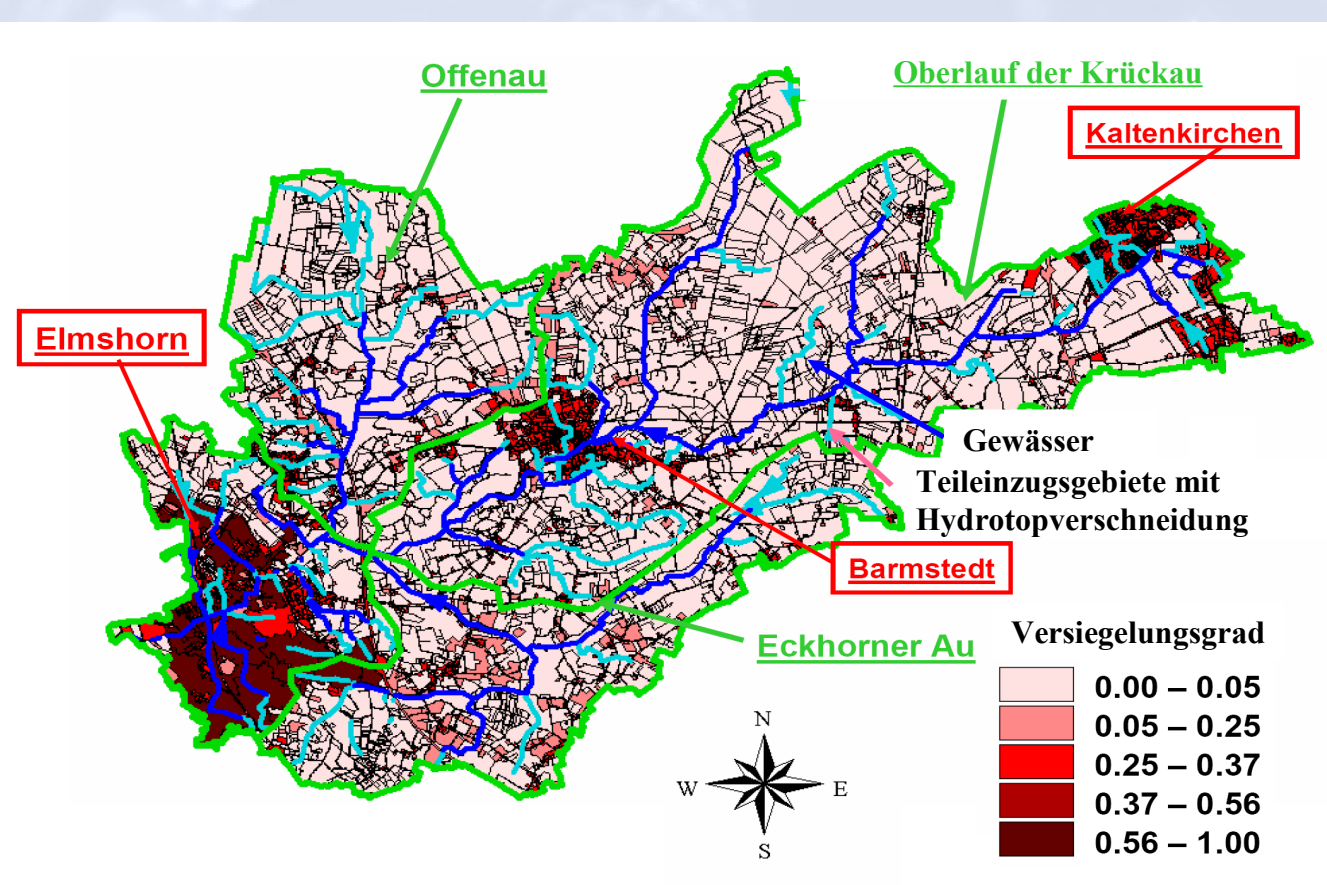 Offenau
Oberlauf der Krückau
Kaltenkirchen
Elmshorn
Gewässer
Teileinzugsgebiete mit
Hydrotopverschneidung
Barmstedt
Eckhorner Au
Versiegelungsgrad
0.00 – 0.05
0.05 – 0.25
0.25 – 0.37
0.37 – 0.56
0.56 – 1.00
N
W
E
S